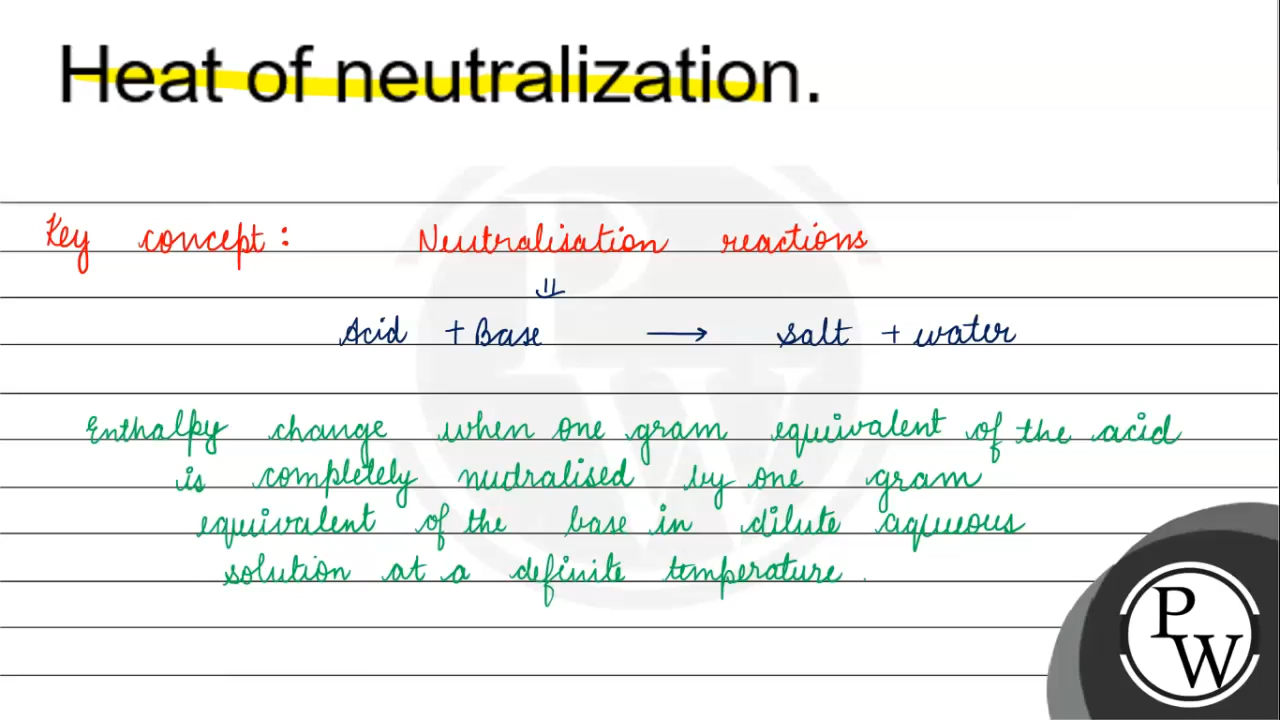 Heat of neutralization.
Key concept: Neutralisation reactions
⇓
Acid + Base ⟶ Salt + water
Enthalpy change when one gram equivalent of the acid
is completely nutralised by one gram
equivalent of the base in dilute aqueous
solution at a definite temperature.
P
W